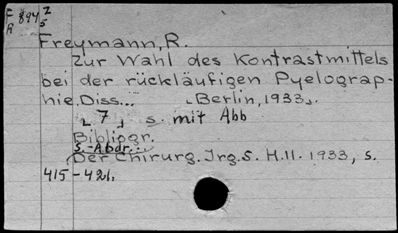 F 8947
A 5
Freymann, R.
Zur Wahl des Kontrastmittels
bei der rückläufigen Pyelograp-
hie. Diss... Berlin, 1933.
7 s. mit Abb
Bibliogr.
S.-Abdr.:
Der Chirurg. Jrg. 5. H. 11. 1933, s.
415-421.